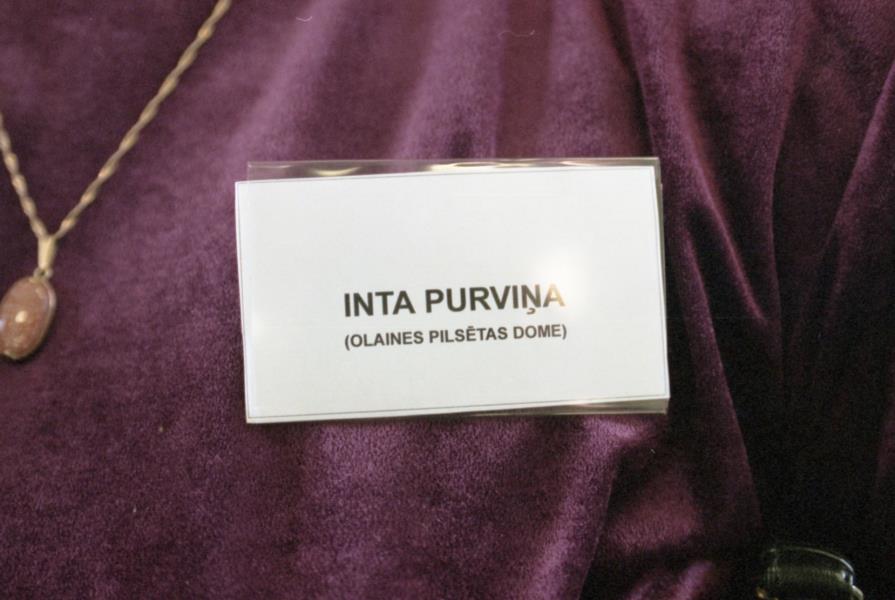 INTA PURVIŅA
(OLAINES PILSĒTAS DOME)